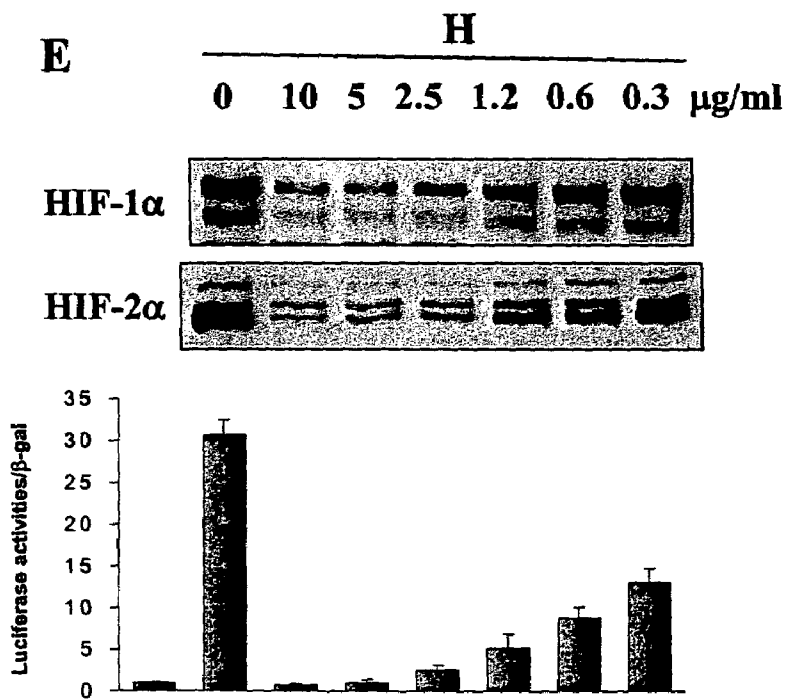 E
H
0 10 5 2.5 1.2 0.6 0.3 μg/ml
HIF-1α
HIF-2α
Luciferase activities/β-gal
35
30
25
20
15
10
5
0